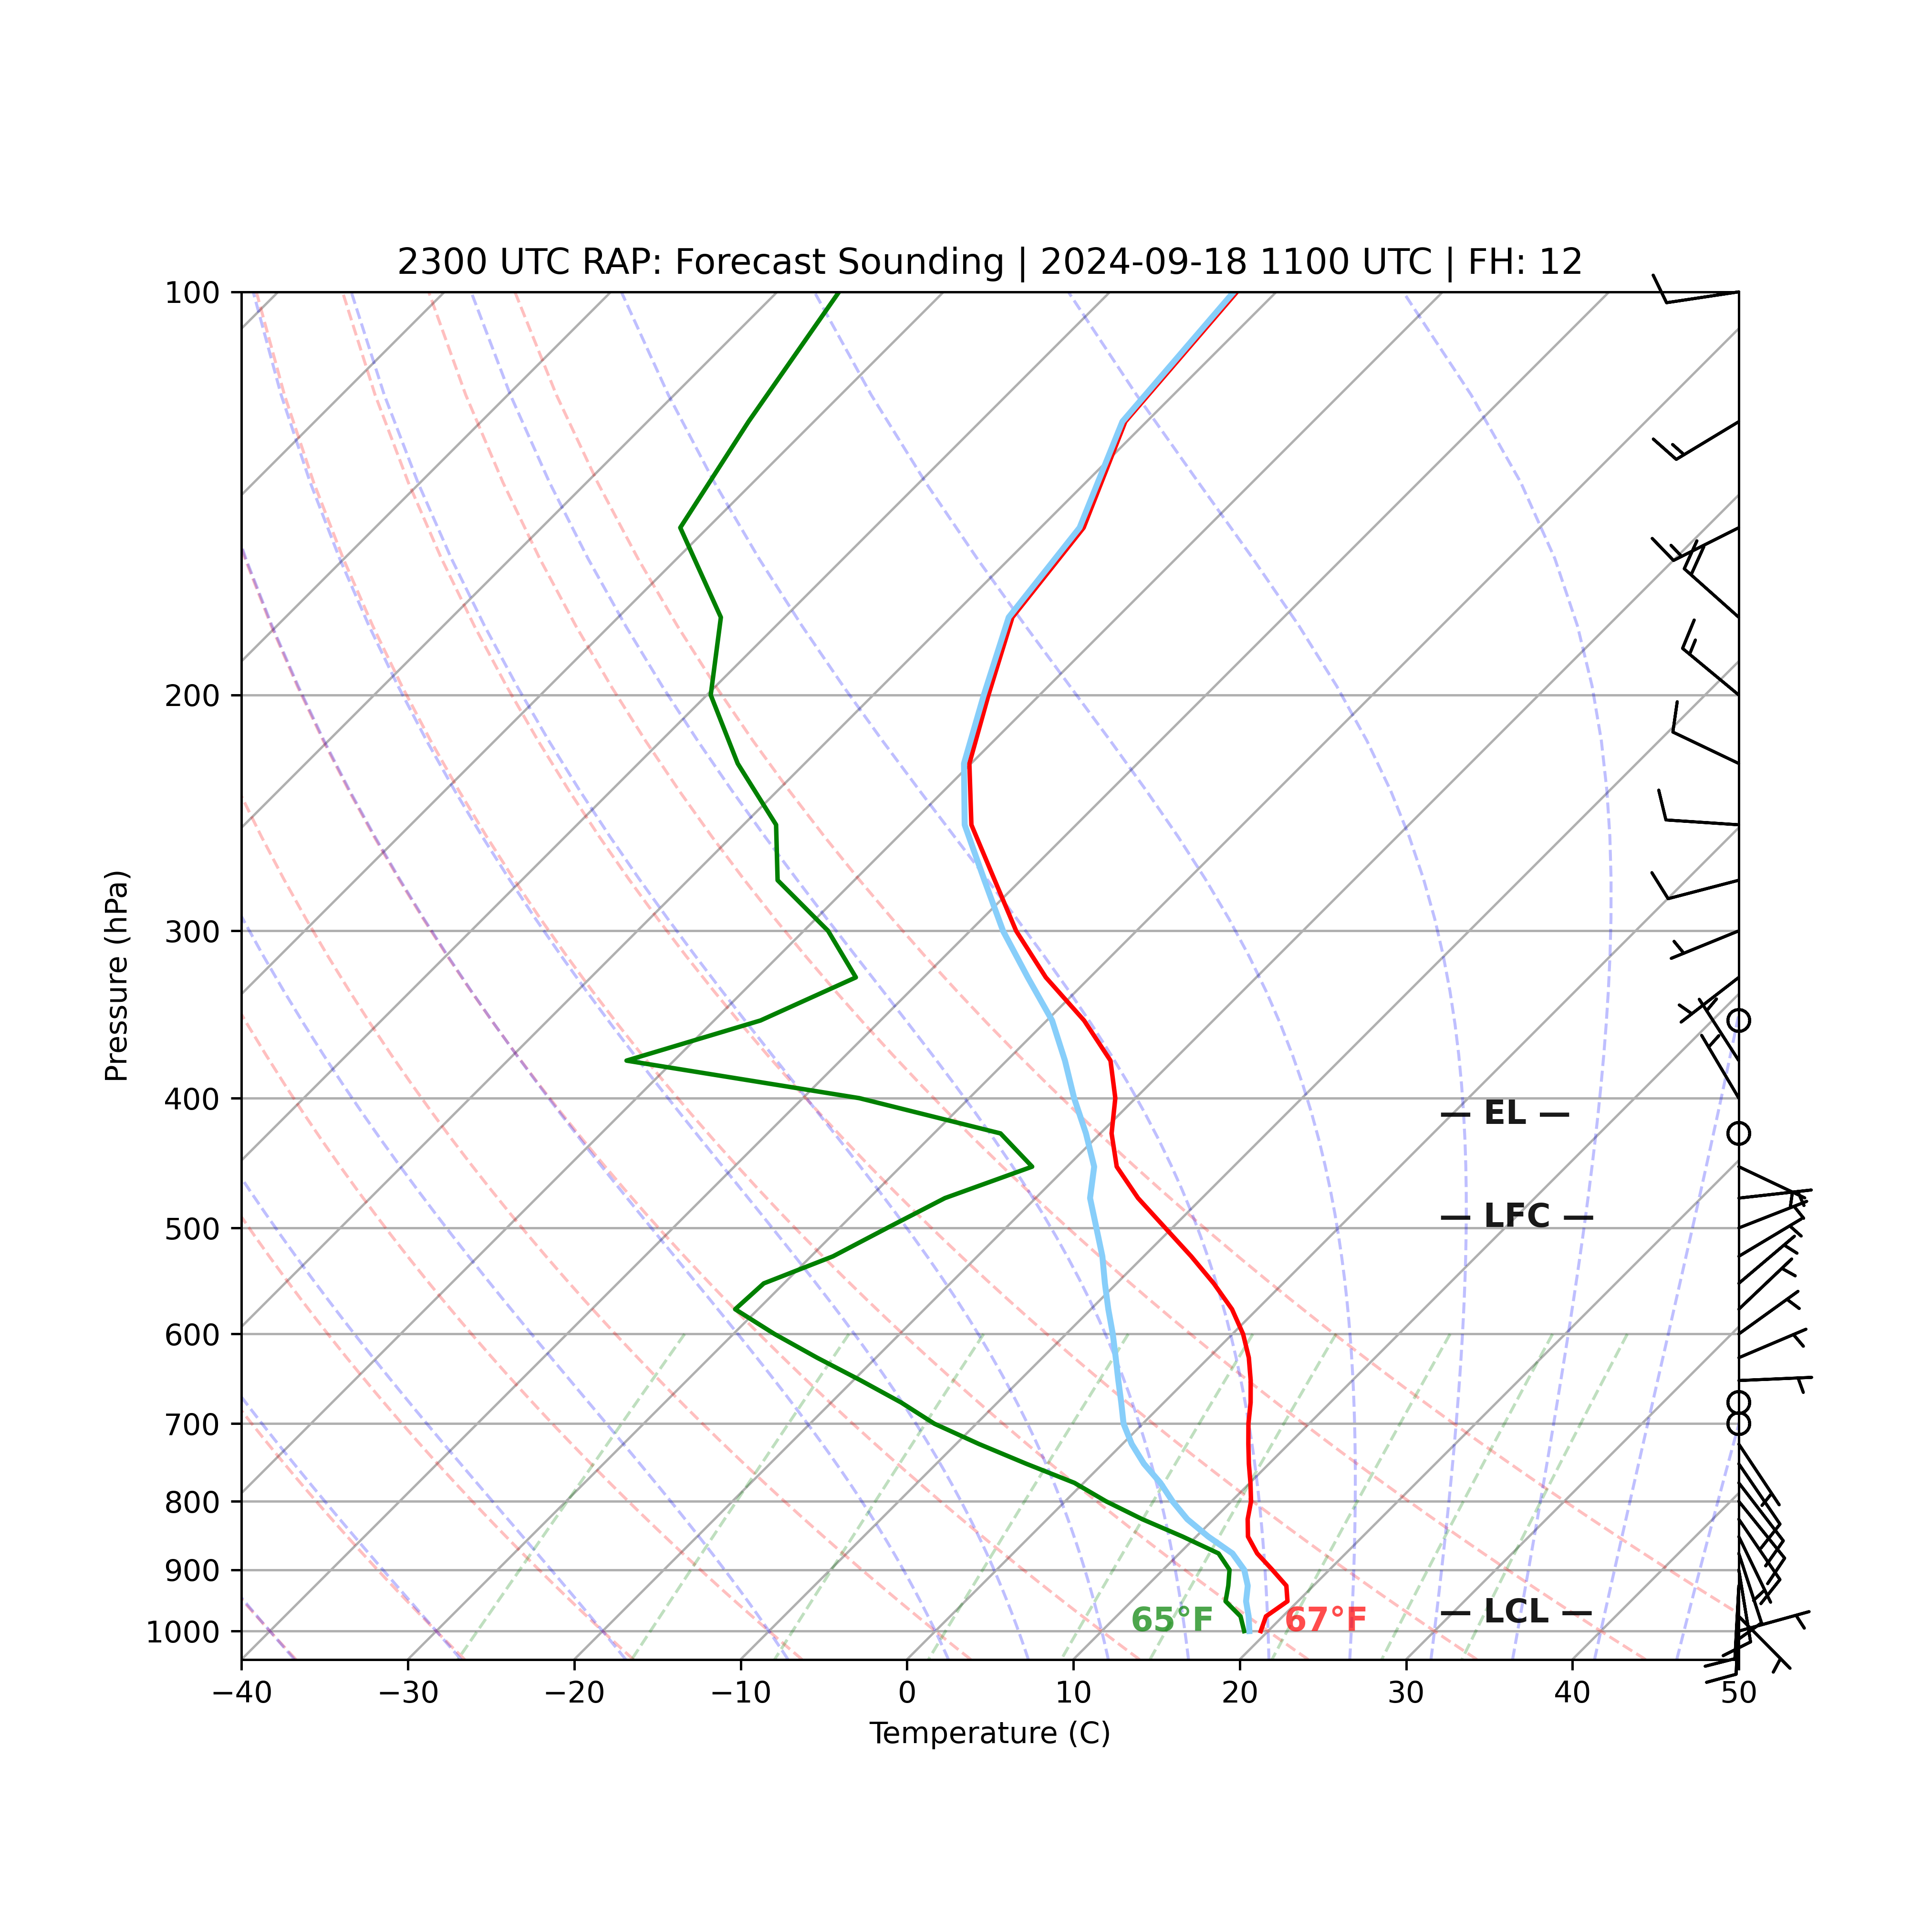 2300 UTC RAP: Forecast Sounding | 2024-09-18 1100 UTC | FH: 12
100
200
300
400
500
600
700
800
900
1000
Pressure (hPa)
— EL —
— LFC —
— LCL —
65°F 67°F
−40 −30 −20 −10 0 10 20 30 40 50
Temperature (C)